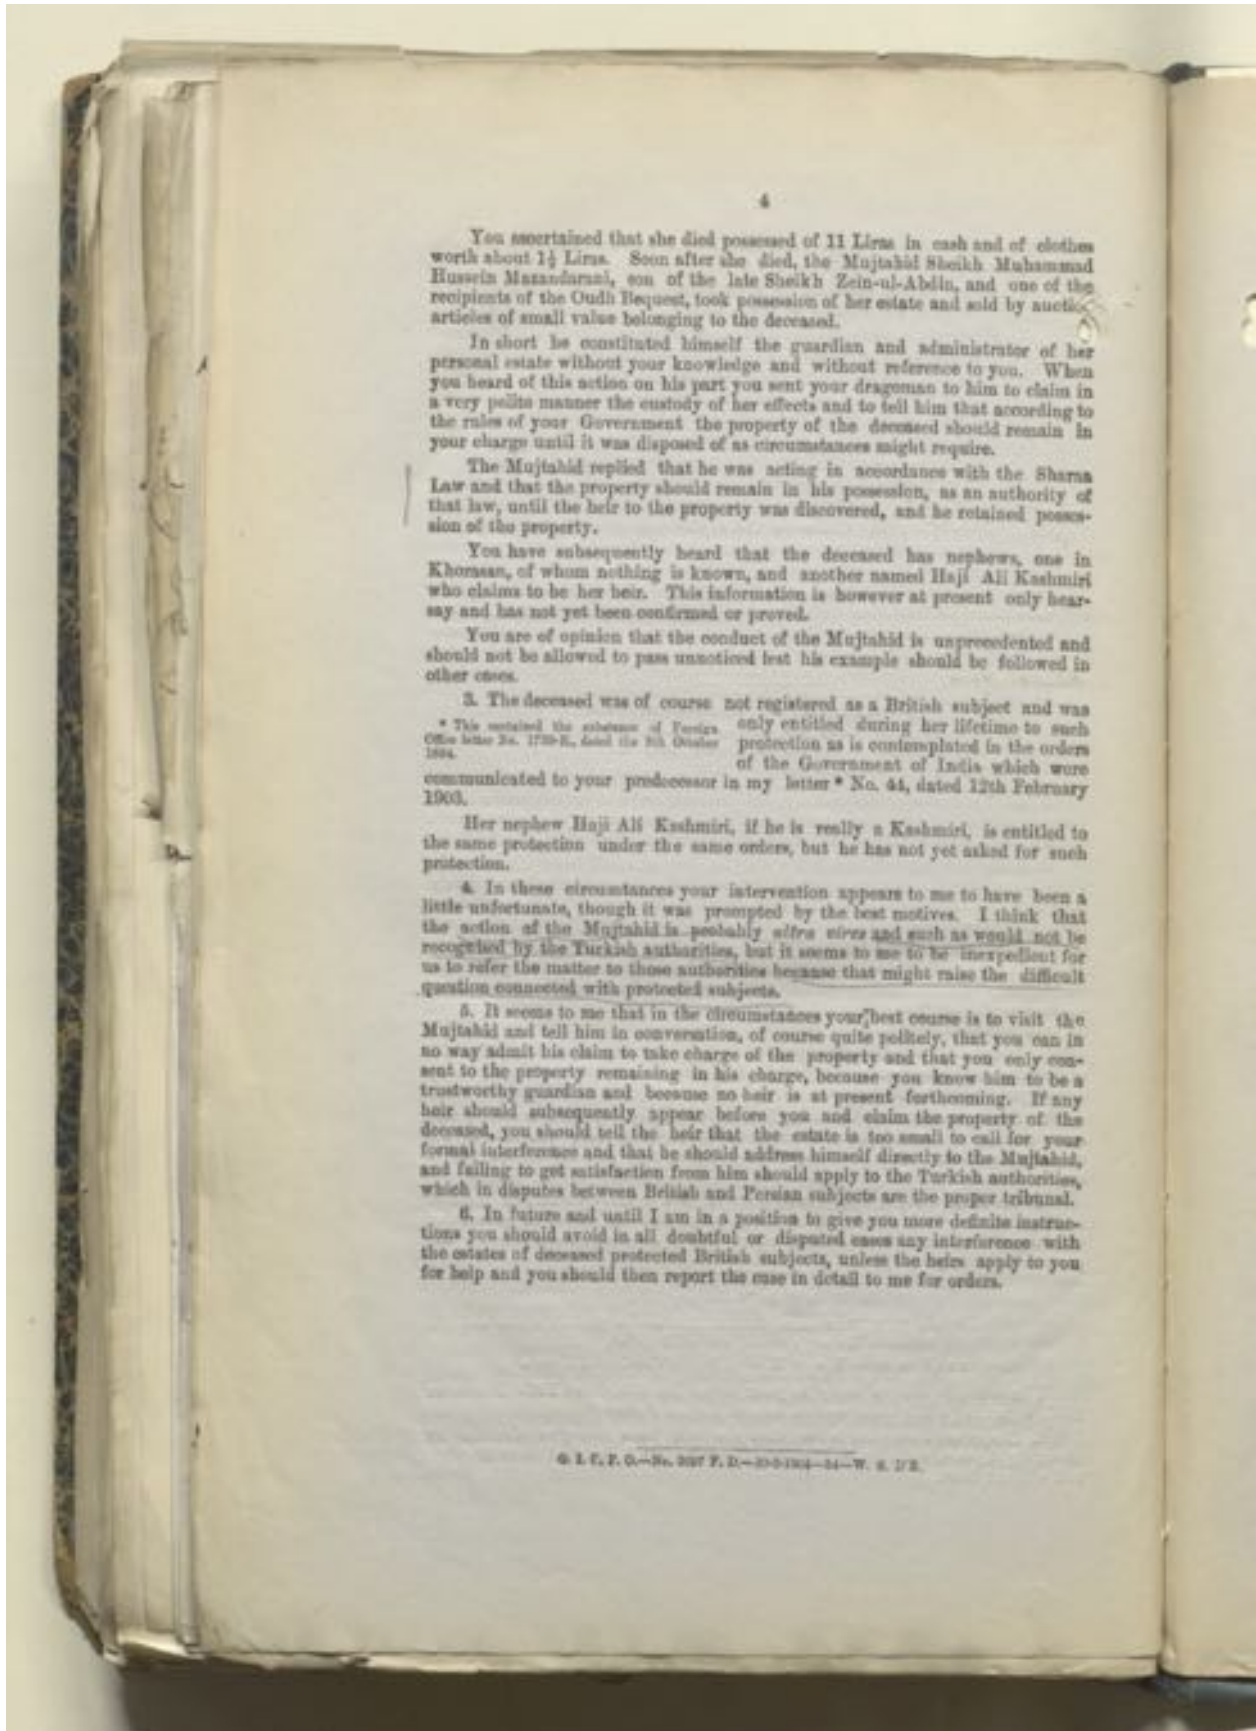 4
You ascertained that she died possessed of 11 Liras in cash and of clothes
worth about 1½ Liras. Soon after she died, the Mujtahid Sheikh Muhammad
Hussein Mazandarani, son of the late Sheikh Zein-ul-Abdin, and one of the
recipients of the Oudh Bequest, took possession of her estate and sold by auction
articles of small value belonging to the deceased.
In short he constituted himself the guardian and administrator of her
personal estate without your knowledge and without reference to you. When
you heard of this action on his part you sent your dragoman to him to claim in
a very polite manner the custody of her effects and to tell him that according to
the rules of your Government the property of the deceased should remain in
your charge until it was disposed of as circumstances might require.
The Mujtahid replied that he was acting in accordance with the Sharaa
Law and that the property should remain in his possession, as an authority of
that law, until the heir to the property was discovered, and he retained posses-
sion of the property.
You have subsequently heard that the deceased has nephews, one in
Khorasan, of whom nothing is known, and another named Haji Ali Kashmiri
who claims to be her heir. This information is however at present only hear-
say and has not yet been confirmed or proved.
You are of opinion that the conduct of the Mujtahid is unprecedented and
should not be allowed to pass unnoticed lest his example should be followed in
other cases.
3. The deceased was of course not registered as a British subject and was
only entitled during her lifetime to such
protection as is contemplated in the orders
of the Government of India which were
* This contained the substance of Foreign
Office letter No. dated the 8th October
communicated to your predecessor in my letter * No. 44, dated 12th February
1903.
Her nephew Haji Ali Kashmiri, if he is really a Kashmiri, is entitled to
the same protection under the same orders, but he has not yet asked for such
protection.
4. In these circumstances your intervention appears to me to have been a
little unfortunate, though it was prompted by the best motives. I think that
the action of the Mujtahid is probably ultra vires and such as would not be
recognised by the Turkish authorities, but it seems to me to be inexpedient for
us to refer the matter to those authorities because that might raise the difficult
question connected with protected subjects.
5. It seems to me that in the circumstances your best course is to visit the
Mujtahid and tell him in conversation, of course quite politely, that you can in
no way admit his claim to take charge of the property and that you only con-
sent to the property remaining in his charge, because you know him to be a
trustworthy guardian and because no heir is at present forthcoming. If any
heir should subsequently appear before you and claim the property of the
deceased, you should tell the heir that the estate is too small to call for your
formal interference and that he should address himself directly to the Mujtahid,
and failing to get satisfaction from him should apply to the Turkish authorities,
which in disputes between British and Persian subjects are the proper tribunal.
6. In future and until I am in a position to give you more definite instruc-
tions you should avoid in all doubtful or disputed cases any interference with
the estates of deceased protected British subjects, unless the heirs apply to you
for help and you should then report the case in detail to me for orders.
G. I. C. P. O.—No. F. D.